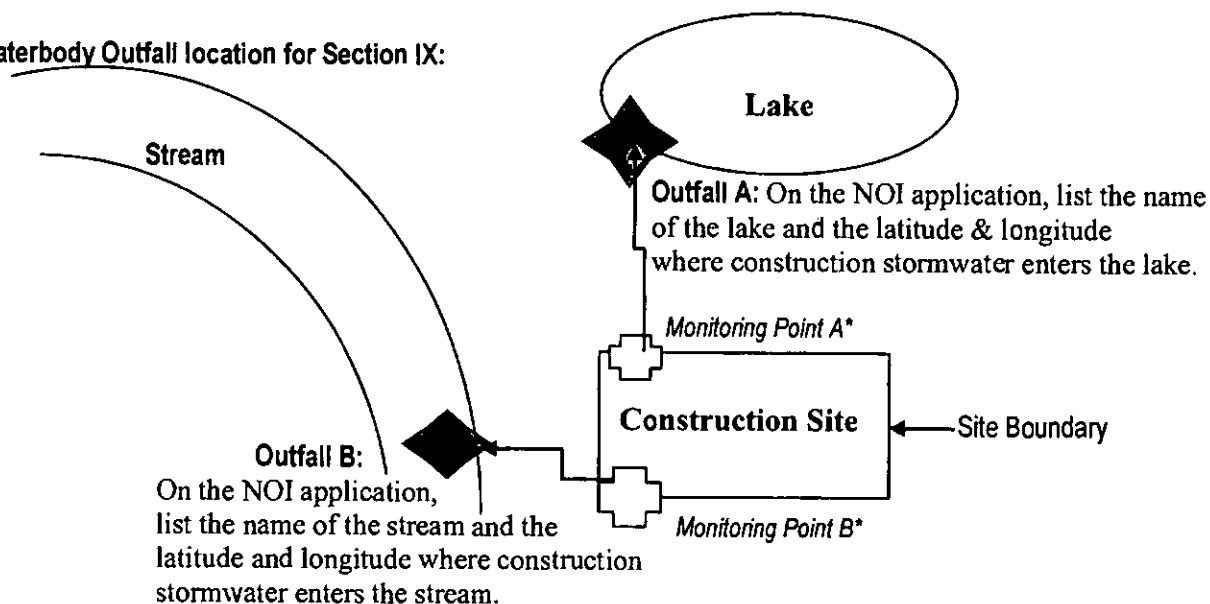 aterbody Outfall location for Section IX:
Lake
Stream
Outfall A: On the NOI application, list the name
of the lake and the latitude & longitude
where construction stormwater enters the lake.
Monitoring Point A*
Construction Site
Site Boundary
Outfall B:
On the NOI application,
list the name of the stream and the
latitude and longitude where construction
stormwater enters the stream.
Monitoring Point B*